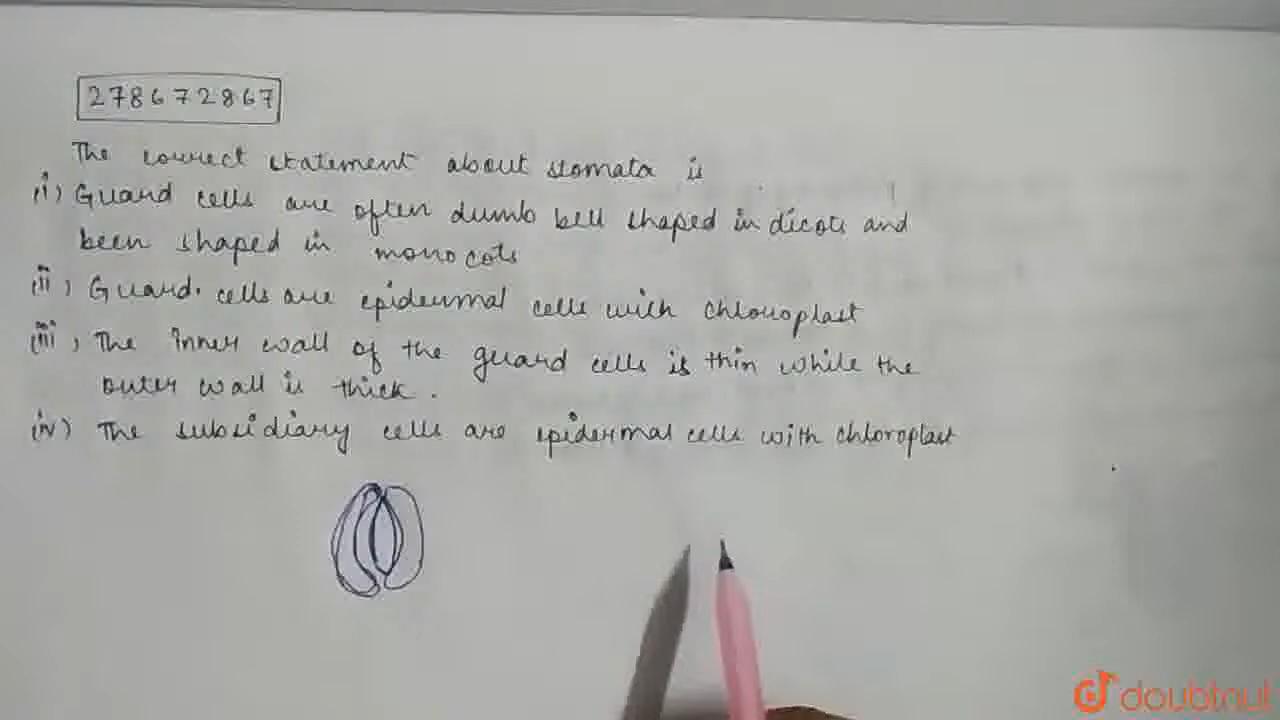 278672867
The correct statement about stomata is
(i) Guard cells are often dumb bell shaped in dicots and
been shaped in monocots
(ii) Guard cells are epidermal cells with chloroplast
(iii) The inner wall of the guard cells is thin while the
outer wall is thick.
(iv) The subsidiary cells are epidermal cells with chloroplast
doubtnut